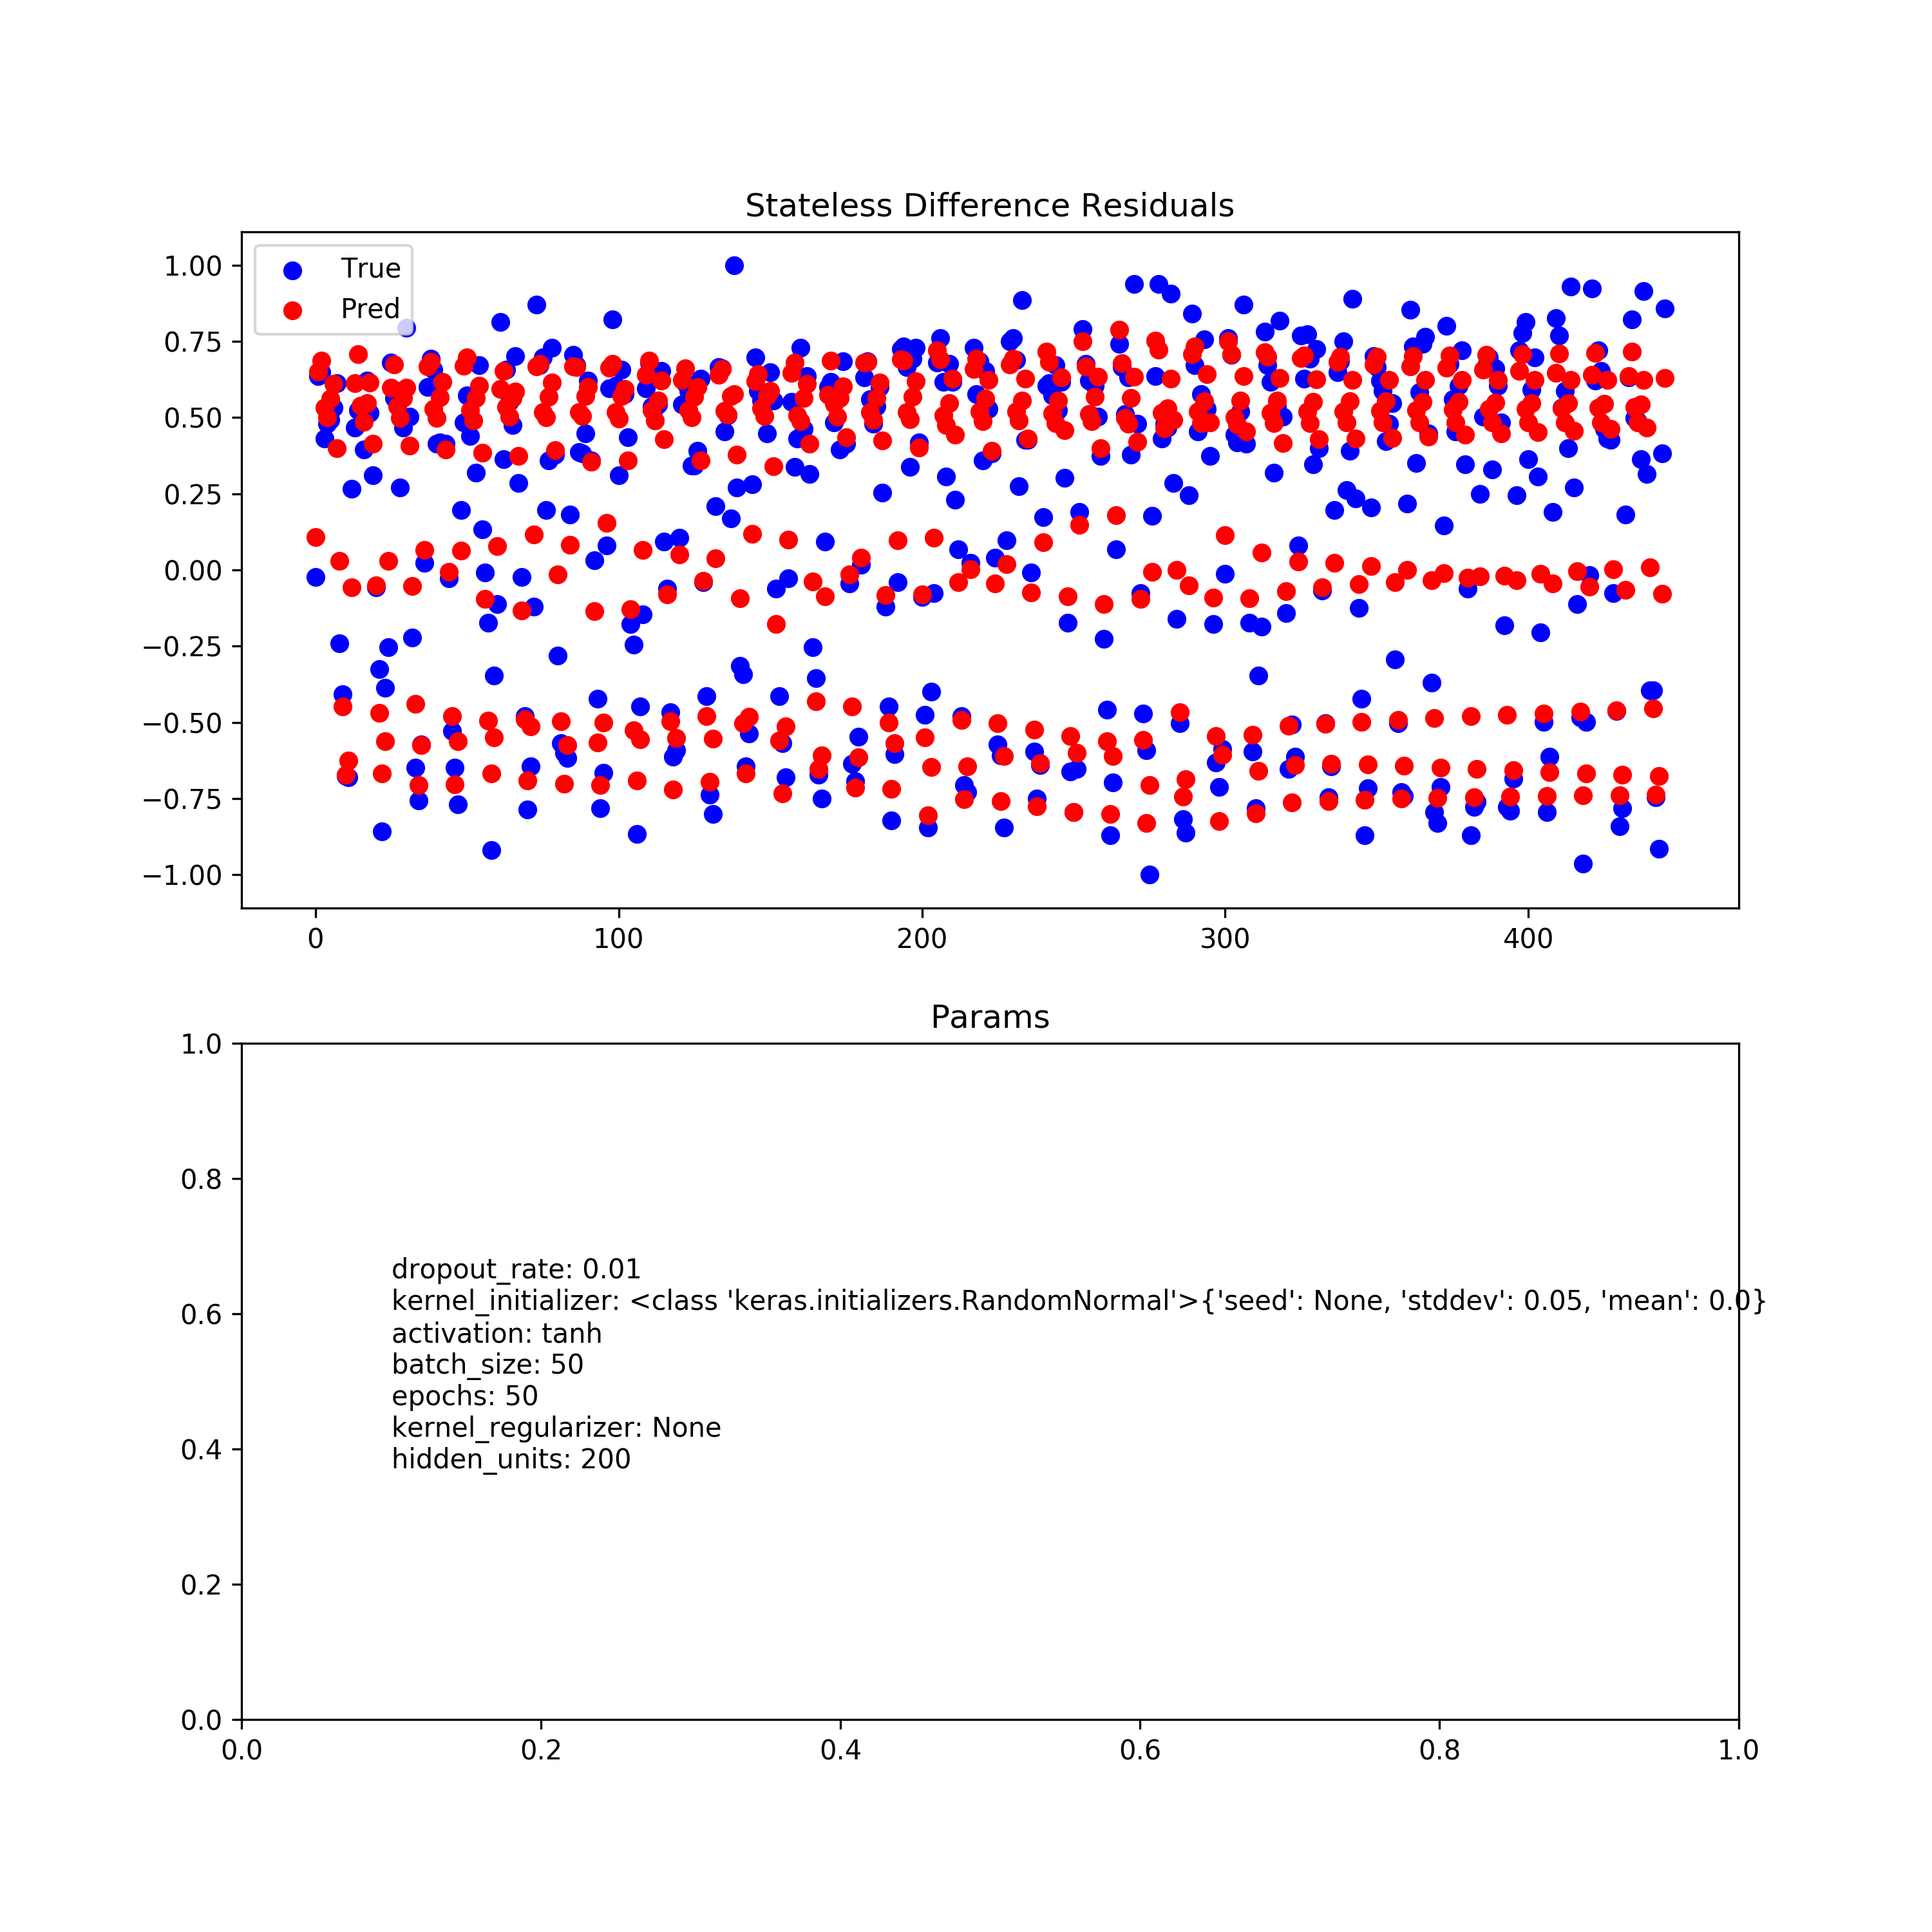 Stateless Difference Residuals
True
Pred
1.00
0.75
0.50
0.25
0.00
−0.25
−0.50
−0.75
−1.00
0 100 200 300 400
Params
1.0
0.8
0.6
0.4
0.2
0.0
dropout_rate: 0.01
kernel_initializer: <class 'keras.initializers.RandomNormal'>{'seed': None, 'stddev': 0.05, 'mean': 0.0}
activation: tanh
batch_size: 50
epochs: 50
kernel_regularizer: None
hidden_units: 200
0.0 0.2 0.4 0.6 0.8 1.0